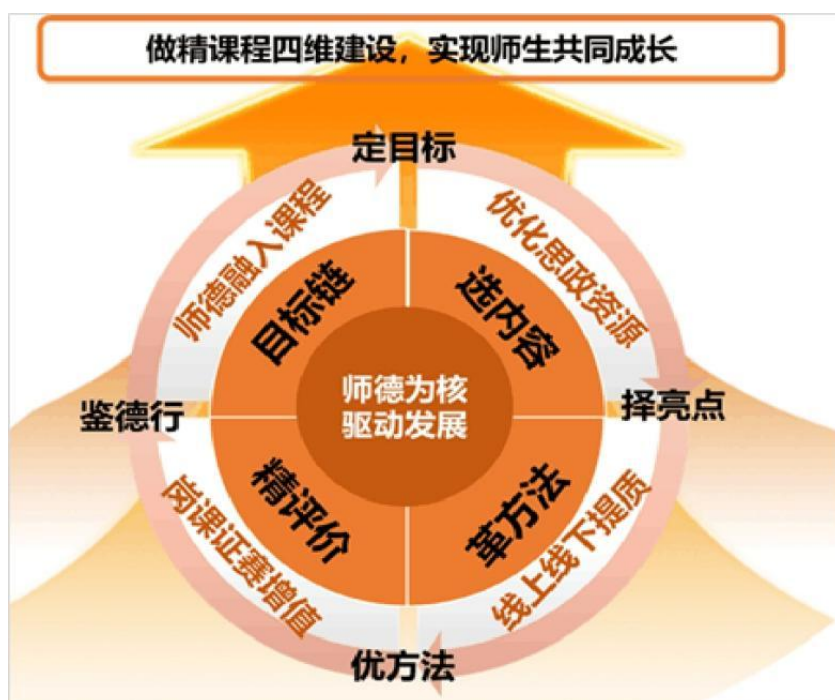 做精课程四维建设，实现师生共同成长
定目标
师德融入课程
优化思政资源
目标链
选内容
师德为核
驱动发展
鉴德行
择亮点
精评价
革方法
岗课证赛增值
线上线下提质
优方法